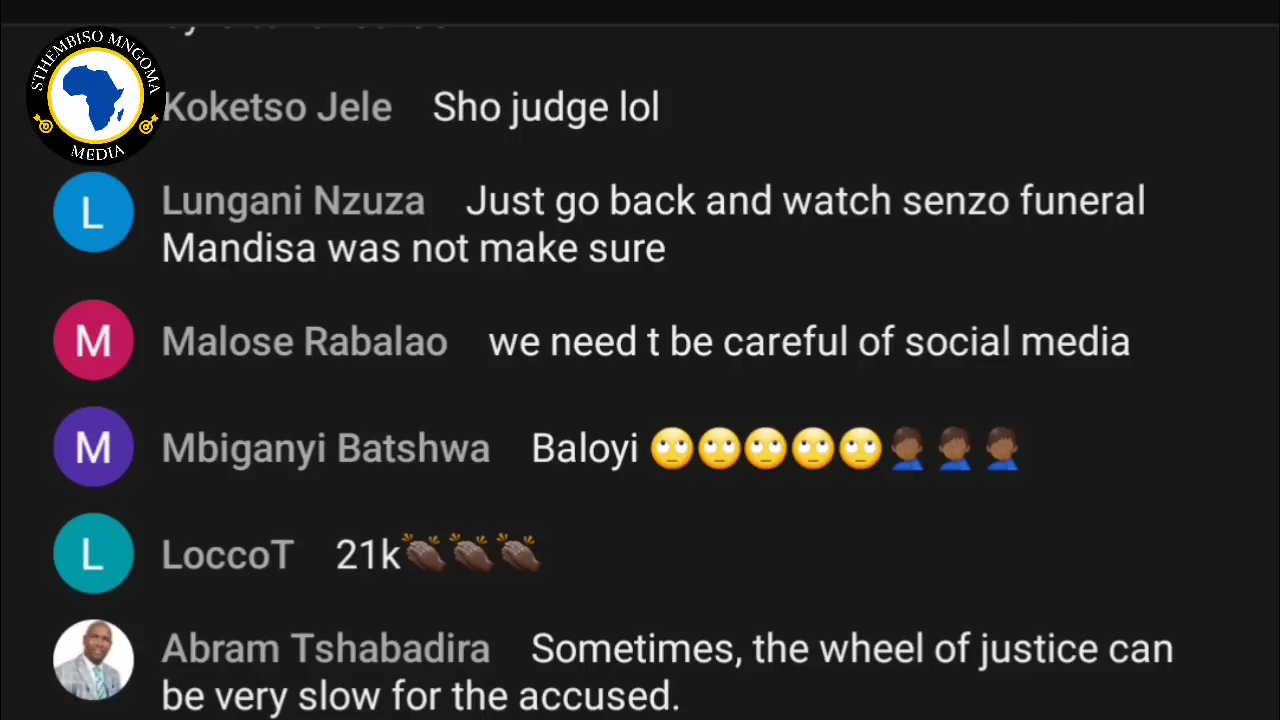 STHEMBISO MNGOMA
MEDIA
Koketso Jele Sho judge lol
L
Lungani Nzuza Just go back and watch senzo funeral
Mandisa was not make sure
M
Malose Rabalao we need t be careful of social media
M
Mbiganyi Batshwa Baloyi 🙄🙄🙄🙄🙄🤦🏾‍♂️🤦🏾‍♂️🤦🏾‍♂️
L
LoccoT 21k👏🏿👏🏿👏🏿
Abram Tshabadira Sometimes, the wheel of justice can
be very slow for the accused.